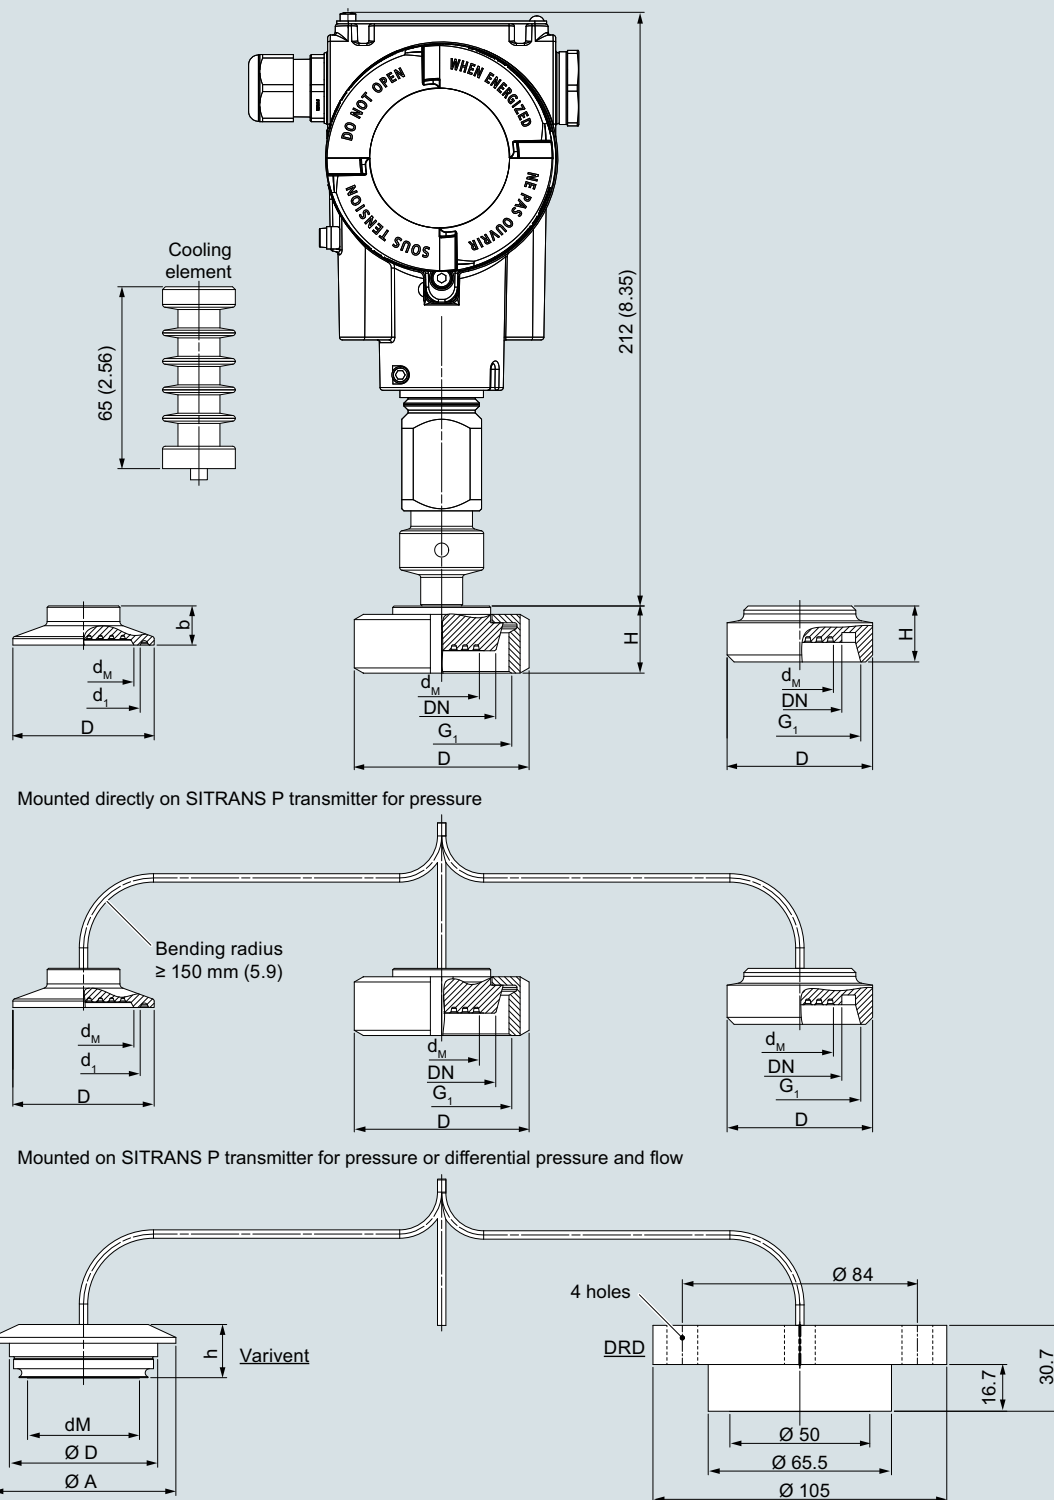 DO NOT OPEN
WHEN ENERGIZED
NE PAS OUVRIR
SOUS TENSION
Cooling
element
65 (2.56)
212 (8.35)
b
d_M
d_1
D
H
d_M
DN
G_1
D
H
d_M
DN
G_1
D
Mounted directly on SITRANS P transmitter for pressure
Bending radius
≥ 150 mm (5.9)
d_M
d_1
D
d_M
DN
G_1
D
d_M
DN
G_1
D
Mounted on SITRANS P transmitter for pressure or differential pressure and flow
h
Varivent
dM
Ø D
Ø A
4 holes
Ø 84
DRD
16.7
30.7
Ø 50
Ø 65.5
Ø 105